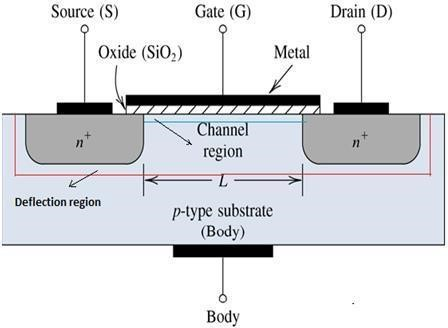 Source (S)
Gate (G)
Drain (D)
Oxide (SiO₂)
Metal
n⁺
Channel
region
n⁺
L
Deflection region
p-type substrate
(Body)
Body